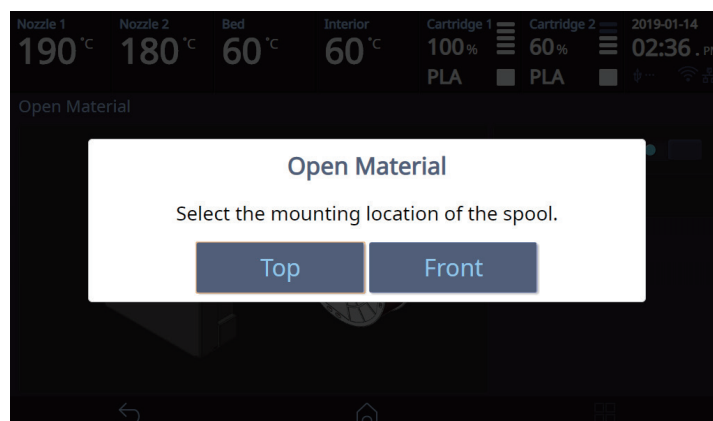 Nozzle 1 Nozzle 2 Bed Interior Cartridge 1 Cartridge 2 2019-01-14
190 °C 180 °C 60 °C 60 °C 100 % 60 % 02:36 . PM
PLA PLA
Open Material
Open Material
Select the mounting location of the spool.
Top Front